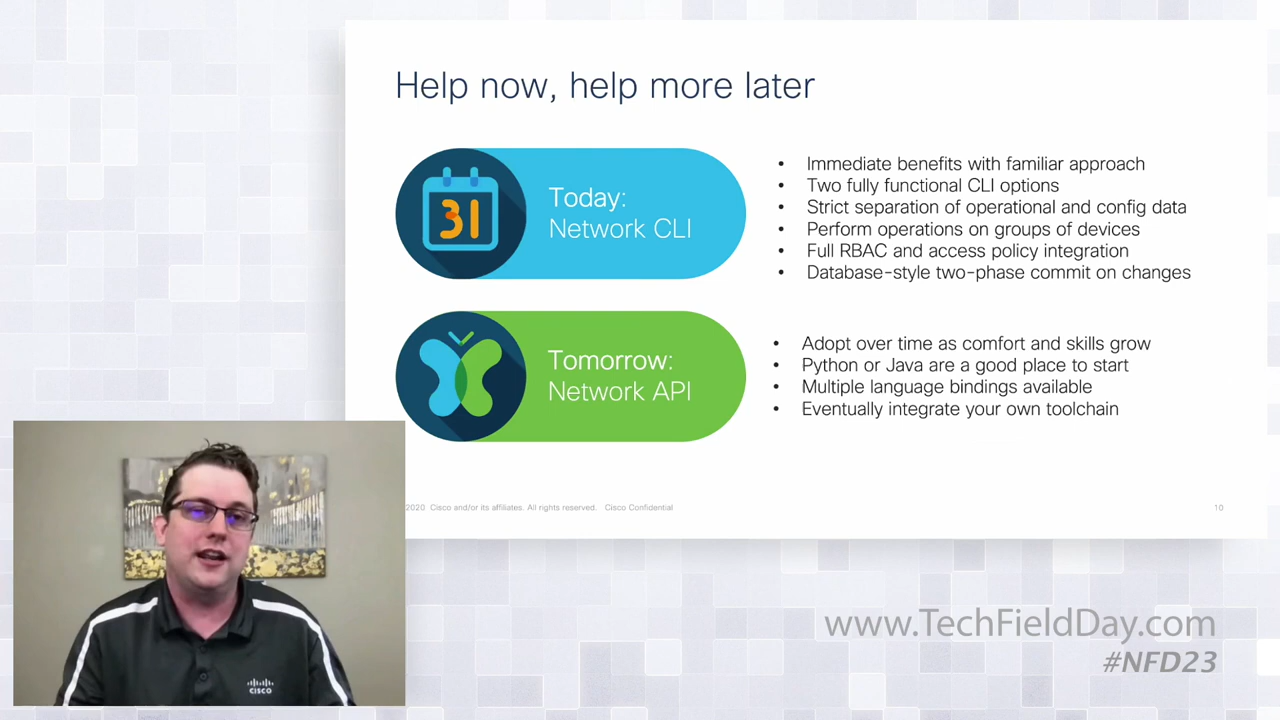 Help now, help more later
31
Today:
Network CLI
• Immediate benefits with familiar approach
• Two fully functional CLI options
• Strict separation of operational and config data
• Perform operations on groups of devices
• Full RBAC and access policy integration
• Database-style two-phase commit on changes
Tomorrow:
Network API
• Adopt over time as comfort and skills grow
• Python or Java are a good place to start
• Multiple language bindings available
• Eventually integrate your own toolchain
2020 Cisco and/or its affiliates. All rights reserved. Cisco Confidential
10
CISCO
www.TechFieldDay.com
#NFD23